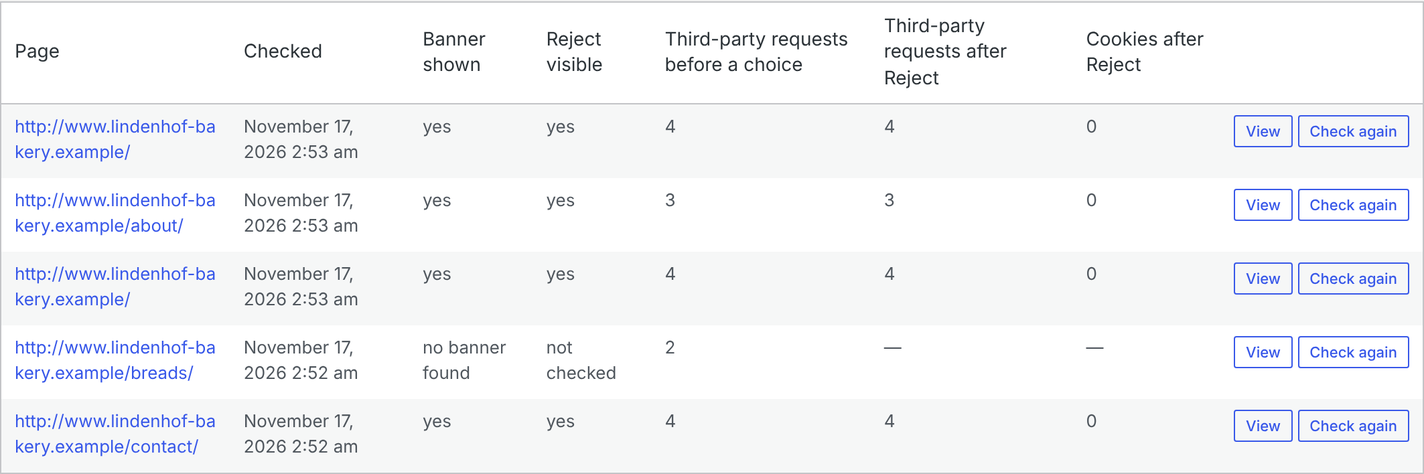 Page
Checked
Banner
shown
Reject
visible
Third-party requests
before a choice
Third-party
requests after
Reject
Cookies after
Reject
http://www.lindenhof-ba
kery.example/
November 17,
2026 2:53 am
yes
yes
4
4
0
View
Check again
http://www.lindenhof-ba
kery.example/about/
November 17,
2026 2:53 am
yes
yes
3
3
0
View
Check again
http://www.lindenhof-ba
kery.example/
November 17,
2026 2:53 am
yes
yes
4
4
0
View
Check again
http://www.lindenhof-ba
kery.example/breads/
November 17,
2026 2:52 am
no banner
found
not
checked
2
—
—
View
Check again
http://www.lindenhof-ba
kery.example/contact/
November 17,
2026 2:52 am
yes
yes
4
4
0
View
Check again